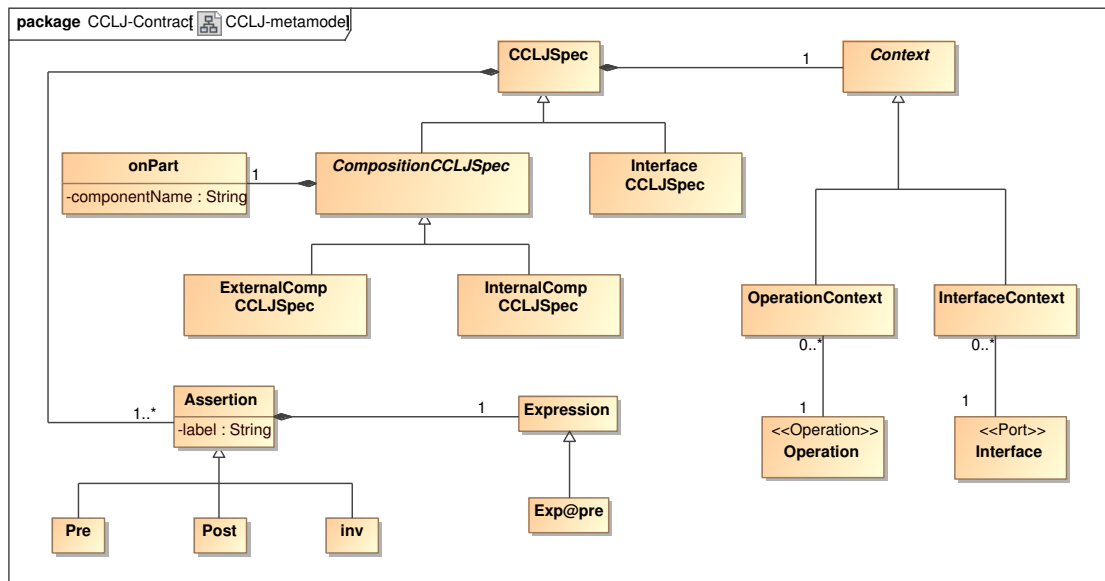 package CCLJ-Contract[ CCLJ-metamodel]
CCLJSpec
1
Context
onPart
-componentName : String
1
CompositionCCLJSpec
Interface
CCLJSpec
ExternalComp
CCLJSpec
InternalComp
CCLJSpec
OperationContext
InterfaceContext
0..*
0..*
1..*
Assertion
-label : String
1
Expression
1
1
<<Operation>>
Operation
<<Port>>
Interface
Pre
Post
inv
Exp@pre